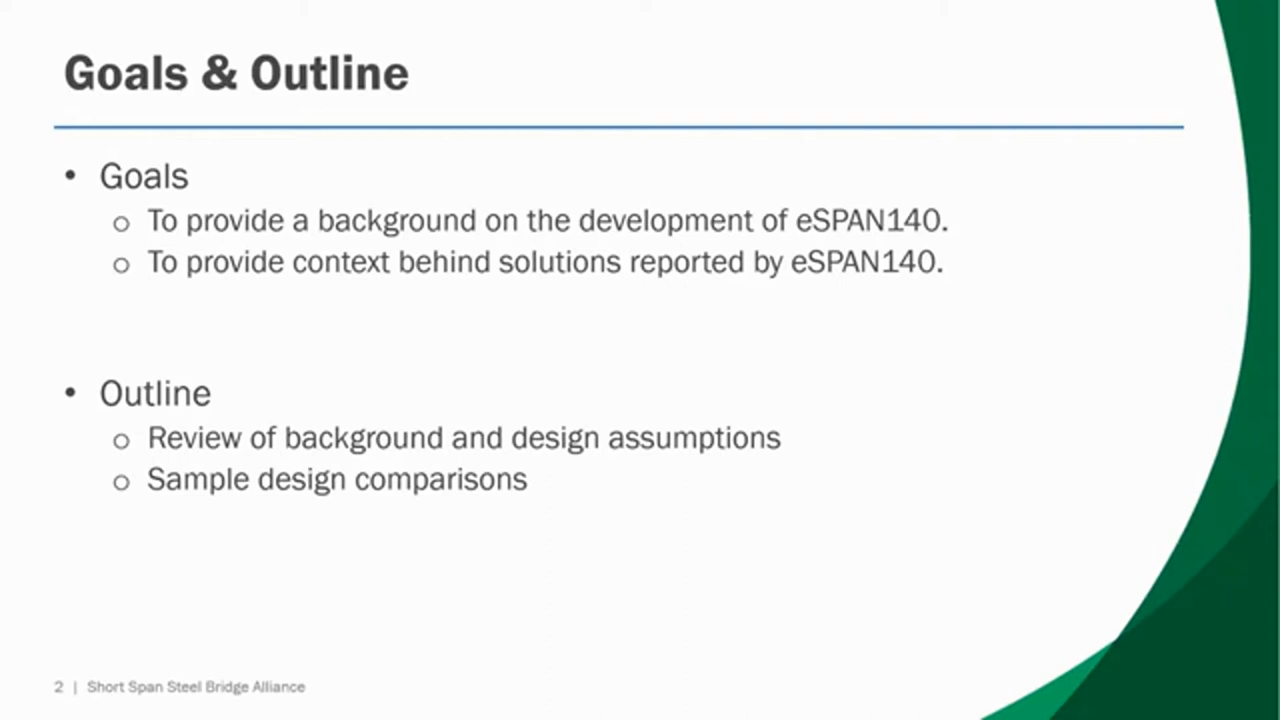 Goals & Outline
• Goals
o To provide a background on the development of eSPAN140.
o To provide context behind solutions reported by eSPAN140.
• Outline
o Review of background and design assumptions
o Sample design comparisons
2 | Short Span Steel Bridge Alliance